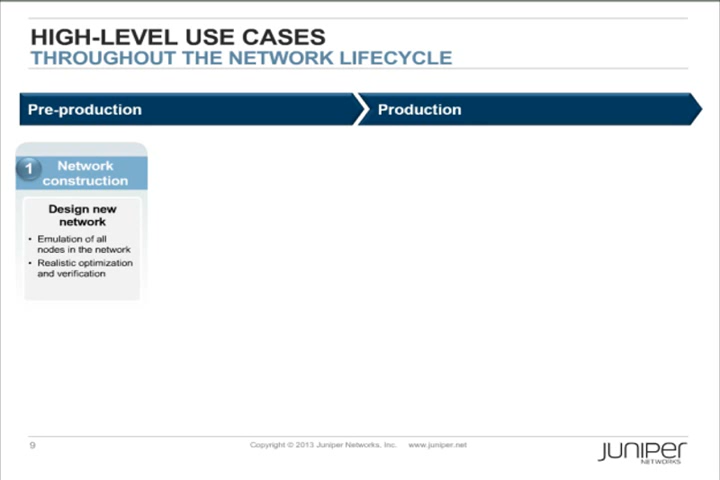 HIGH-LEVEL USE CASES
THROUGHOUT THE NETWORK LIFECYCLE
Pre-production
Production
1
Network
construction
Design new
network
• Emulation of all
nodes in the network
• Realistic optimization
and verification
9
Copyright © 2013 Juniper Networks, Inc. www.juniper.net
JUNIPER
NETWORKS